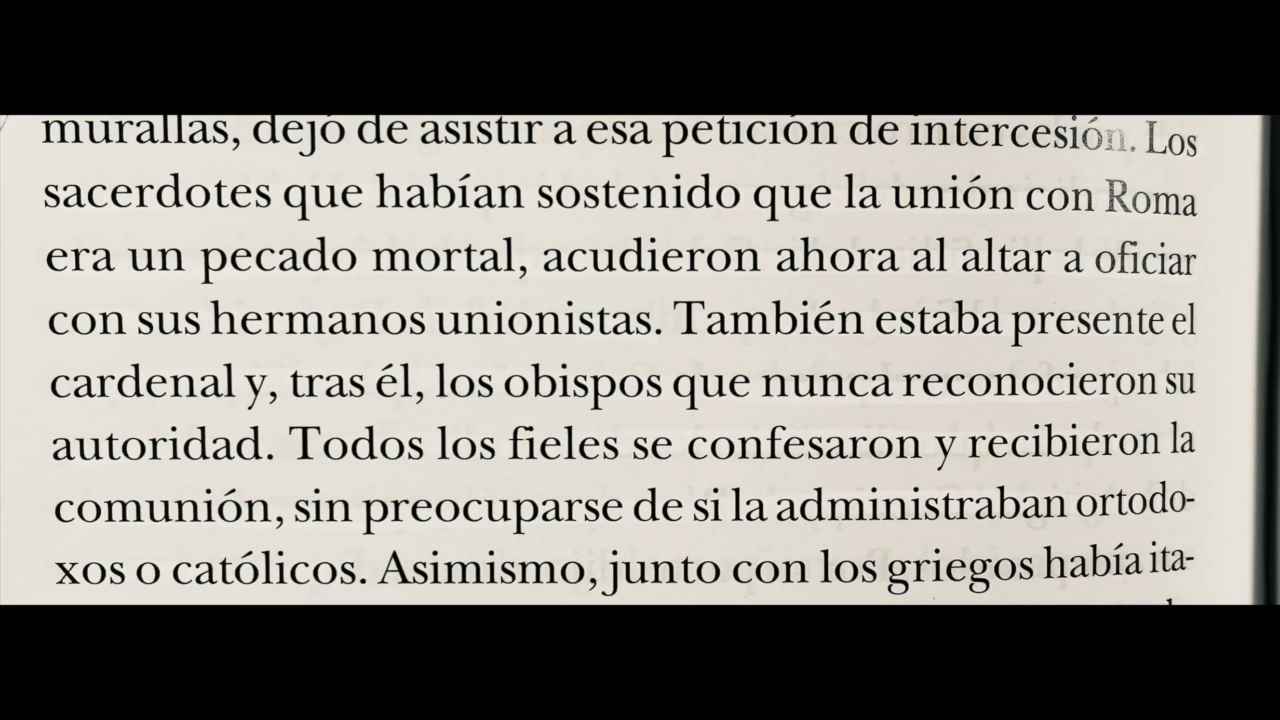 murallas, dejó de asistir a esa petición de intercesión. Los
sacerdotes que habían sostenido que la unión con Roma
era un pecado mortal, acudieron ahora al altar a oficiar
con sus hermanos unionistas. También estaba presente el
cardenal y, tras él, los obispos que nunca reconocieron su
autoridad. Todos los fieles se confesaron y recibieron la
comunión, sin preocuparse de si la administraban ortodo-
xos o católicos. Asimismo, junto con los griegos había ita-